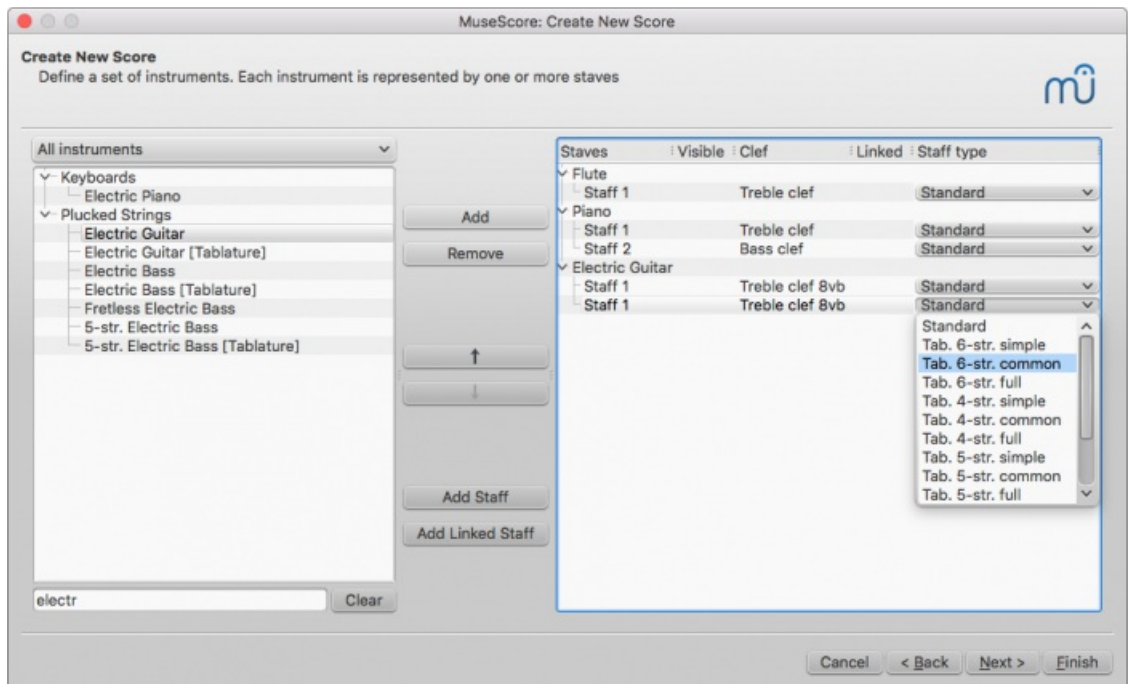 MuseScore: Create New Score
Create New Score
Define a set of instruments. Each instrument is represented by one or more staves
mu
All instruments
Keyboards
Electric Piano
Plucked Strings
Electric Guitar
Electric Guitar [Tablature]
Electric Bass
Electric Bass [Tablature]
Fretless Electric Bass
5-str. Electric Bass
5-str. Electric Bass [Tablature]
electr
Clear
Add
Remove
Add Staff
Add Linked Staff
Staves Visible Clef Linked Staff type
Flute
Staff 1 Treble clef Standard
Piano
Staff 1 Treble clef Standard
Staff 2 Bass clef Standard
Electric Guitar
Staff 1 Treble clef 8vb Standard
Staff 1 Treble clef 8vb Standard
Standard
Tab. 6-str. simple
Tab. 6-str. common
Tab. 6-str. full
Tab. 4-str. simple
Tab. 4-str. common
Tab. 4-str. full
Tab. 5-str. simple
Tab. 5-str. common
Tab. 5-str. full
Cancel < Back Next > Finish